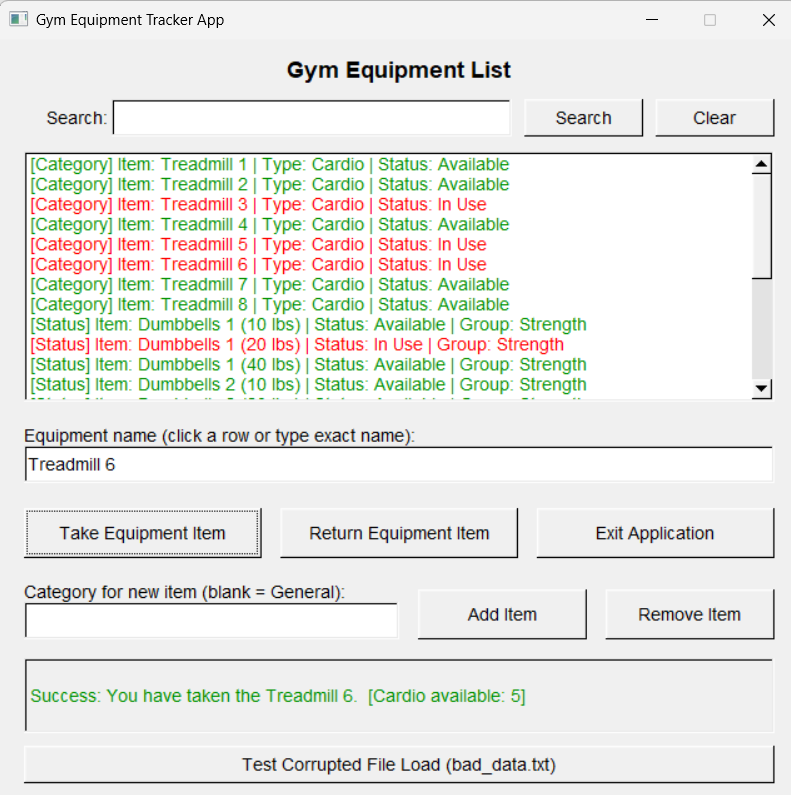 Gym Equipment Tracker App
Gym Equipment List
Search:
Search
Clear
[Category] Item: Treadmill 1 | Type: Cardio | Status: Available
[Category] Item: Treadmill 2 | Type: Cardio | Status: Available
[Category] Item: Treadmill 3 | Type: Cardio | Status: In Use
[Category] Item: Treadmill 4 | Type: Cardio | Status: Available
[Category] Item: Treadmill 5 | Type: Cardio | Status: In Use
[Category] Item: Treadmill 6 | Type: Cardio | Status: In Use
[Category] Item: Treadmill 7 | Type: Cardio | Status: Available
[Category] Item: Treadmill 8 | Type: Cardio | Status: Available
[Status] Item: Dumbbells 1 (10 lbs) | Status: Available | Group: Strength
[Status] Item: Dumbbells 1 (20 lbs) | Status: In Use | Group: Strength
[Status] Item: Dumbbells 1 (40 lbs) | Status: Available | Group: Strength
[Status] Item: Dumbbells 2 (10 lbs) | Status: Available | Group: Strength
Equipment name (click a row or type exact name):
Treadmill 6
Take Equipment Item
Return Equipment Item
Exit Application
Category for new item (blank = General):
Add Item
Remove Item
Success: You have taken the Treadmill 6.  [Cardio available: 5]
Test Corrupted File Load (bad_data.txt)